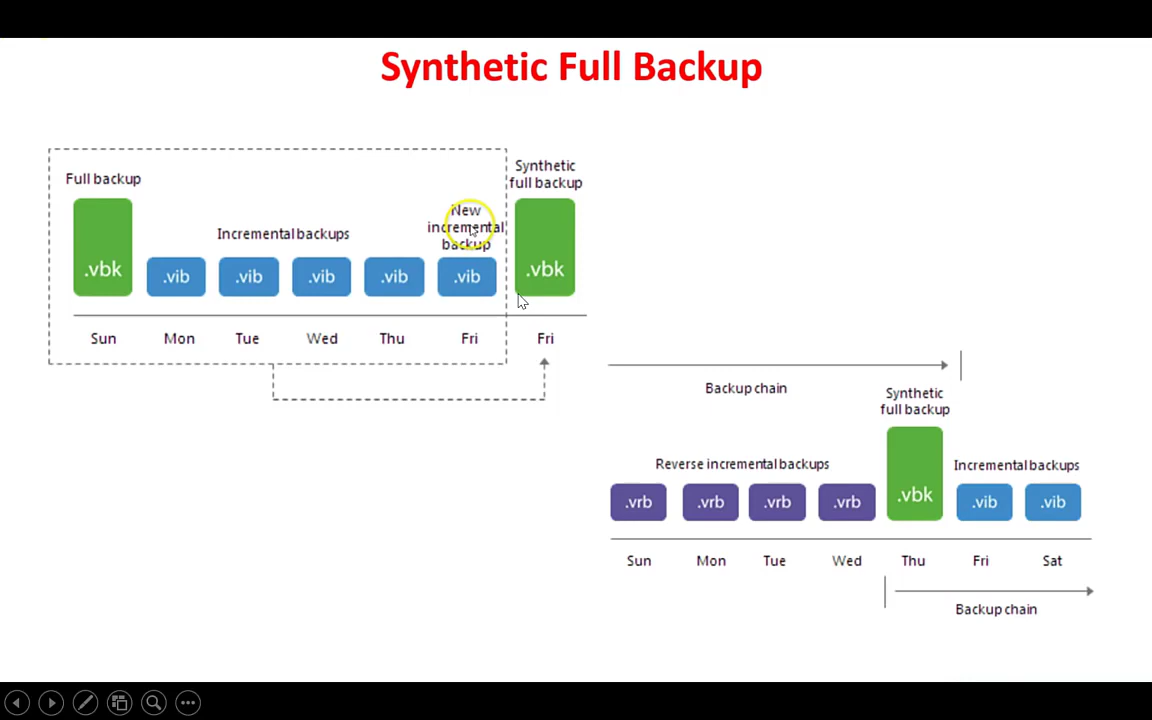 Synthetic Full Backup
Full backup
Incremental backups
New
incremental
backup
Synthetic
full backup
.vbk
.vib
.vib
.vib
.vib
.vib
.vbk
Sun
Mon
Tue
Wed
Thu
Fri
Fri
Backup chain
Synthetic
full backup
Reverse incremental backups
Incremental backups
.vrb
.vrb
.vrb
.vrb
.vbk
.vib
.vib
Sun
Mon
Tue
Wed
Thu
Fri
Sat
Backup chain